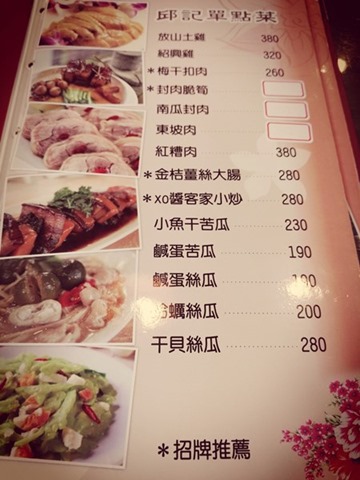 邱記單點菜
放山土雞 380
紹興雞 320
*梅干扣肉 260
*封肉脆筍
南瓜封肉
東坡肉
紅糟肉 380
*金桔薑絲大腸 280
*xo醬客家小炒 280
小魚干苦瓜 230
鹹蛋苦瓜 190
鹹蛋絲瓜
蛤蠣絲瓜 200
干貝絲瓜 280
*招牌推薦